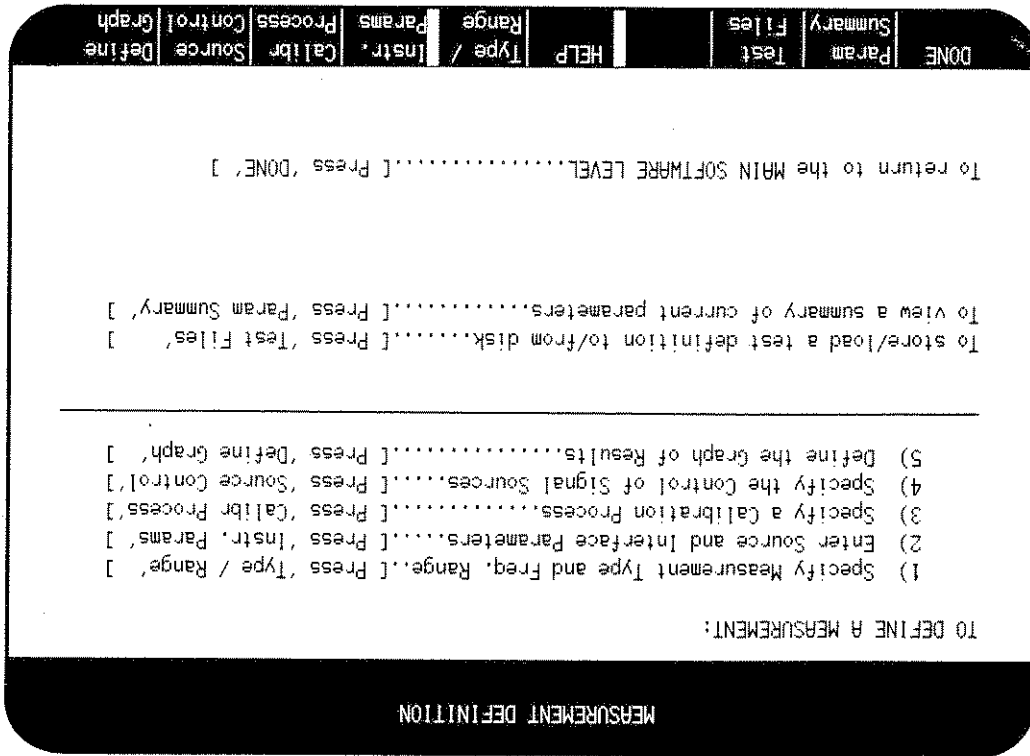 MEASUREMENT DEFINITION
TO DEFINE A MEASUREMENT:
1) Specify Measurement Type and Freq. Range..[ Press 'Type / Range' ]
2) Enter Source and Interface Parameters.....[ Press 'Instr. Params' ]
3) Specify a Calibration Process.............[ Press 'Calibr Process']
4) Specify the Control of Signal Sources.....[ Press 'Source Control']
5) Define the Graph of Results...............[ Press 'Define Graph' ]
To store/load a test definition to/from disk........[ Press 'Test Files' ]
To view a summary of current parameters............[ Press 'Param Summary' ]
To return to the MAIN SOFTWARE LEVEL................[ Press 'DONE' ]
DONE Param Test HELP Type / Instr. Calibr Source Define
Summary Files Range Params Process Control Graph